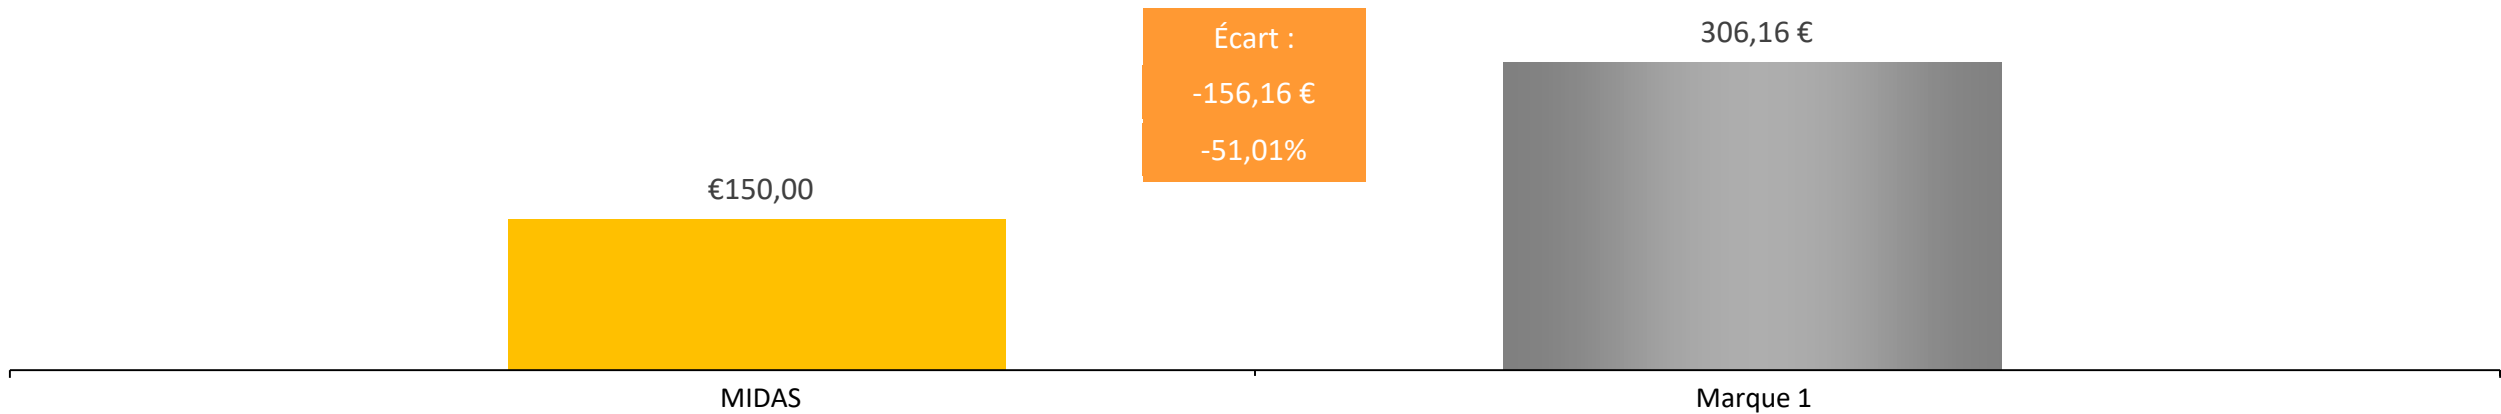 Écart :
-156,16 €
-51,01%
306,16 €
€150,00
MIDAS
Marque 1